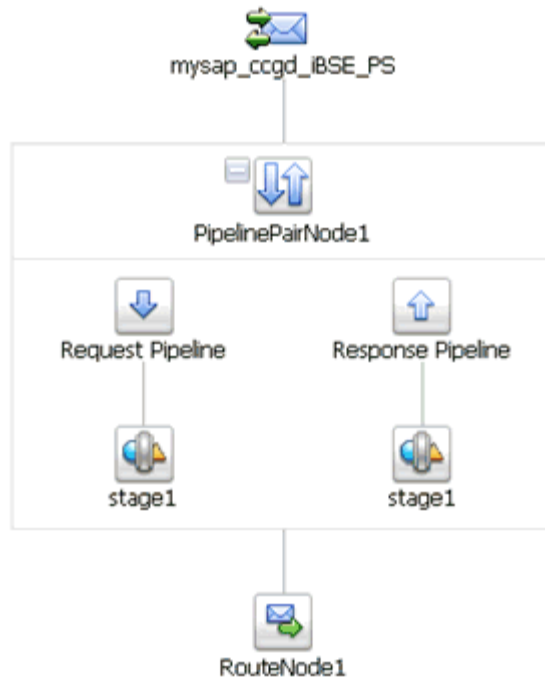 mysap_ccgd_iBSE_PS
PipelinePairNode1
Request Pipeline
Response Pipeline
stage1
stage1
RouteNode1